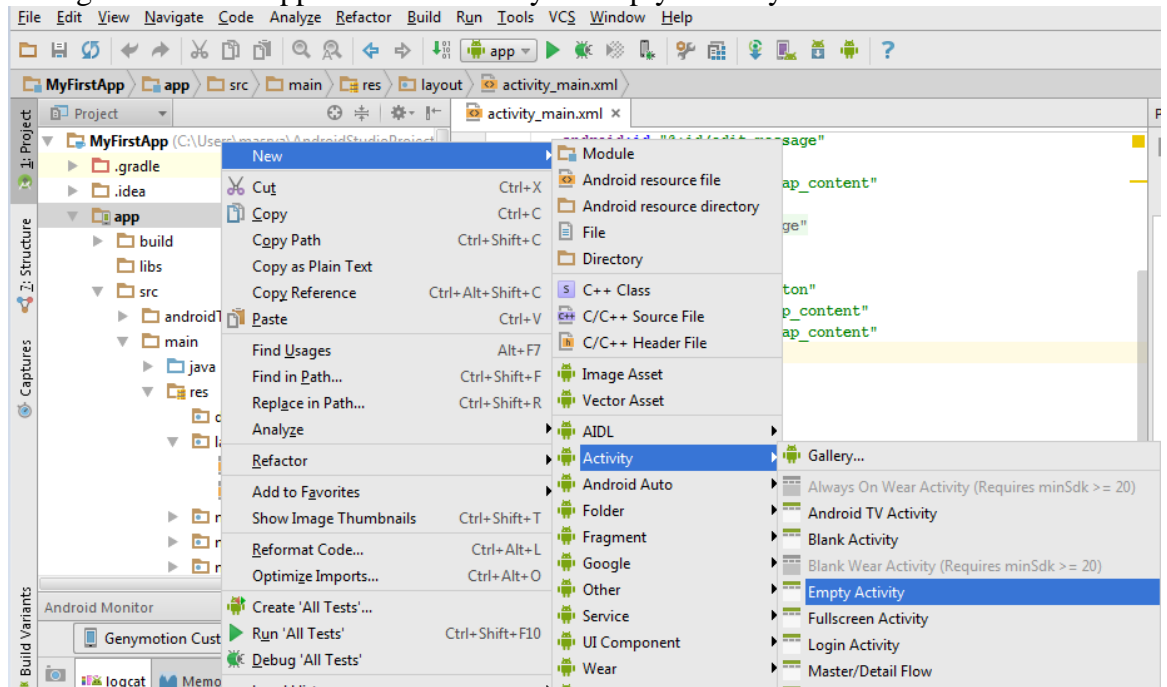 File Edit View Navigate Code Analyze Refactor Build Run Tools VCS Window Help
app
MyFirstApp app src main res layout activity_main.xml
1: Project
Project
activity_main.xml
MyFirstApp
.gradle
.idea
app
build
libs
src
main
java
res
7: Structure
Captures
Build Variants
New
Cut Ctrl+X
Copy Ctrl+C
Copy Path Ctrl+Shift+C
Copy as Plain Text
Copy Reference Ctrl+Alt+Shift+C
Paste Ctrl+V
Find Usages Alt+F7
Find in Path... Ctrl+Shift+F
Replace in Path... Ctrl+Shift+R
Analyze
Refactor
Add to Favorites
Show Image Thumbnails Ctrl+Shift+T
Reformat Code... Ctrl+Alt+L
Optimize Imports... Ctrl+Alt+O
Create 'All Tests'...
Run 'All Tests' Ctrl+Shift+F10
Debug 'All Tests'
Module
Android resource file
Android resource directory
File
Directory
C++ Class
C/C++ Source File
C/C++ Header File
Image Asset
Vector Asset
AIDL
Activity
Android Auto
Folder
Fragment
Google
Other
Service
UI Component
Wear
Gallery...
Always On Wear Activity (Requires minSdk >= 20)
Android TV Activity
Blank Activity
Blank Wear Activity (Requires minSdk >= 20)
Empty Activity
Fullscreen Activity
Login Activity
Master/Detail Flow
sage"
ap_content"
ge"
ton"
p_content"
ap_content"
Android Monitor
Genymotion Cust
logcat Memo